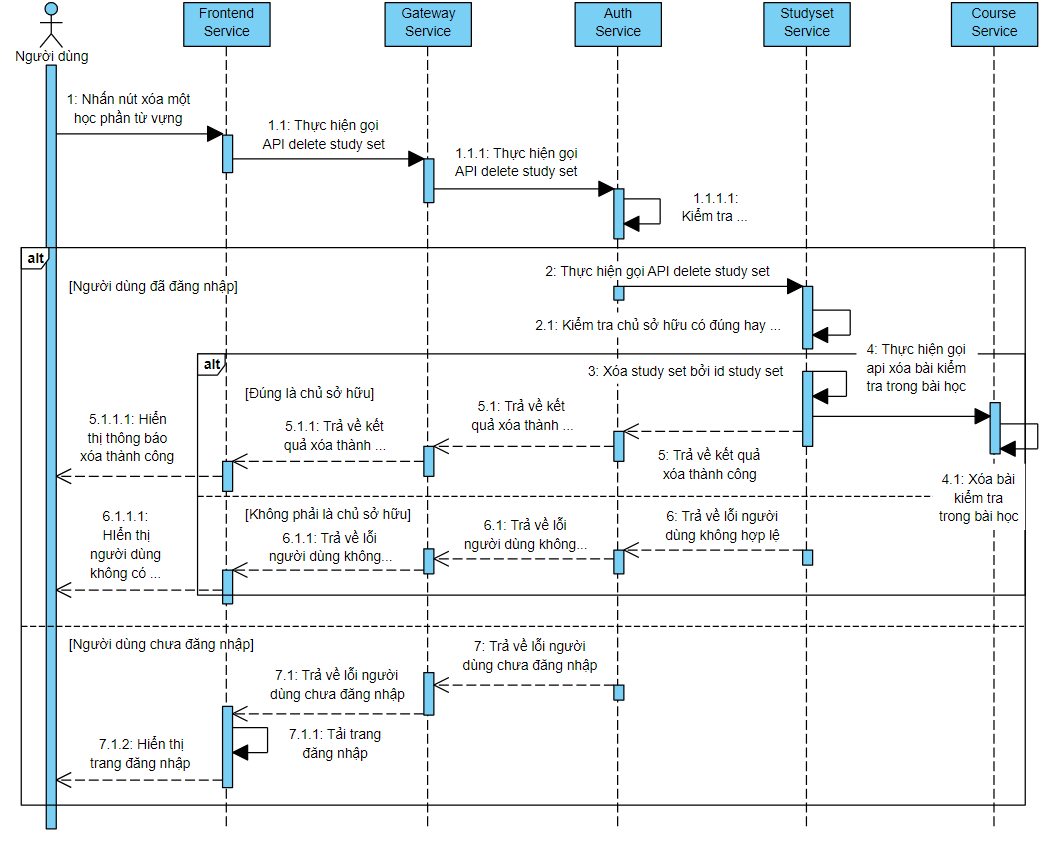 Người dùng
Frontend
Service
Gateway
Service
Auth
Service
Studyset
Service
Course
Service
1: Nhấn nút xóa một
học phần từ vựng
1.1: Thực hiện gọi
API delete study set
1.1.1: Thực hiện gọi
API delete study set
1.1.1.1:
Kiểm tra ...
alt
[Người dùng đã đăng nhập]
2: Thực hiện gọi API delete study set
2.1: Kiểm tra chủ sở hữu có đúng hay ...
alt
[Đúng là chủ sở hữu]
3: Xóa study set bởi id study set
4: Thực hiện gọi
api xóa bài kiểm
tra trong bài học
4.1: Xóa bài
kiểm tra
trong bài học
5: Trả về kết quả
xóa thành công
5.1: Trả về kết
quả xóa thành ...
5.1.1: Trả về kết
quả xóa thành ...
5.1.1.1: Hiển
thị thông báo
xóa thành công
[Không phải là chủ sở hữu]
6: Trả về lỗi người
dùng không hợp lệ
6.1: Trả về lỗi
người dùng không...
6.1.1: Trả về lỗi
người dùng không...
6.1.1.1:
HIển thị
người dùng
không có ...
[Người dùng chưa đăng nhập]
7: Trả về lỗi người
dùng chưa đăng nhập
7.1: Trả về lỗi người
dùng chưa đăng nhập
7.1.1: Tải trang
đăng nhập
7.1.2: Hiển thị
trang đăng nhập